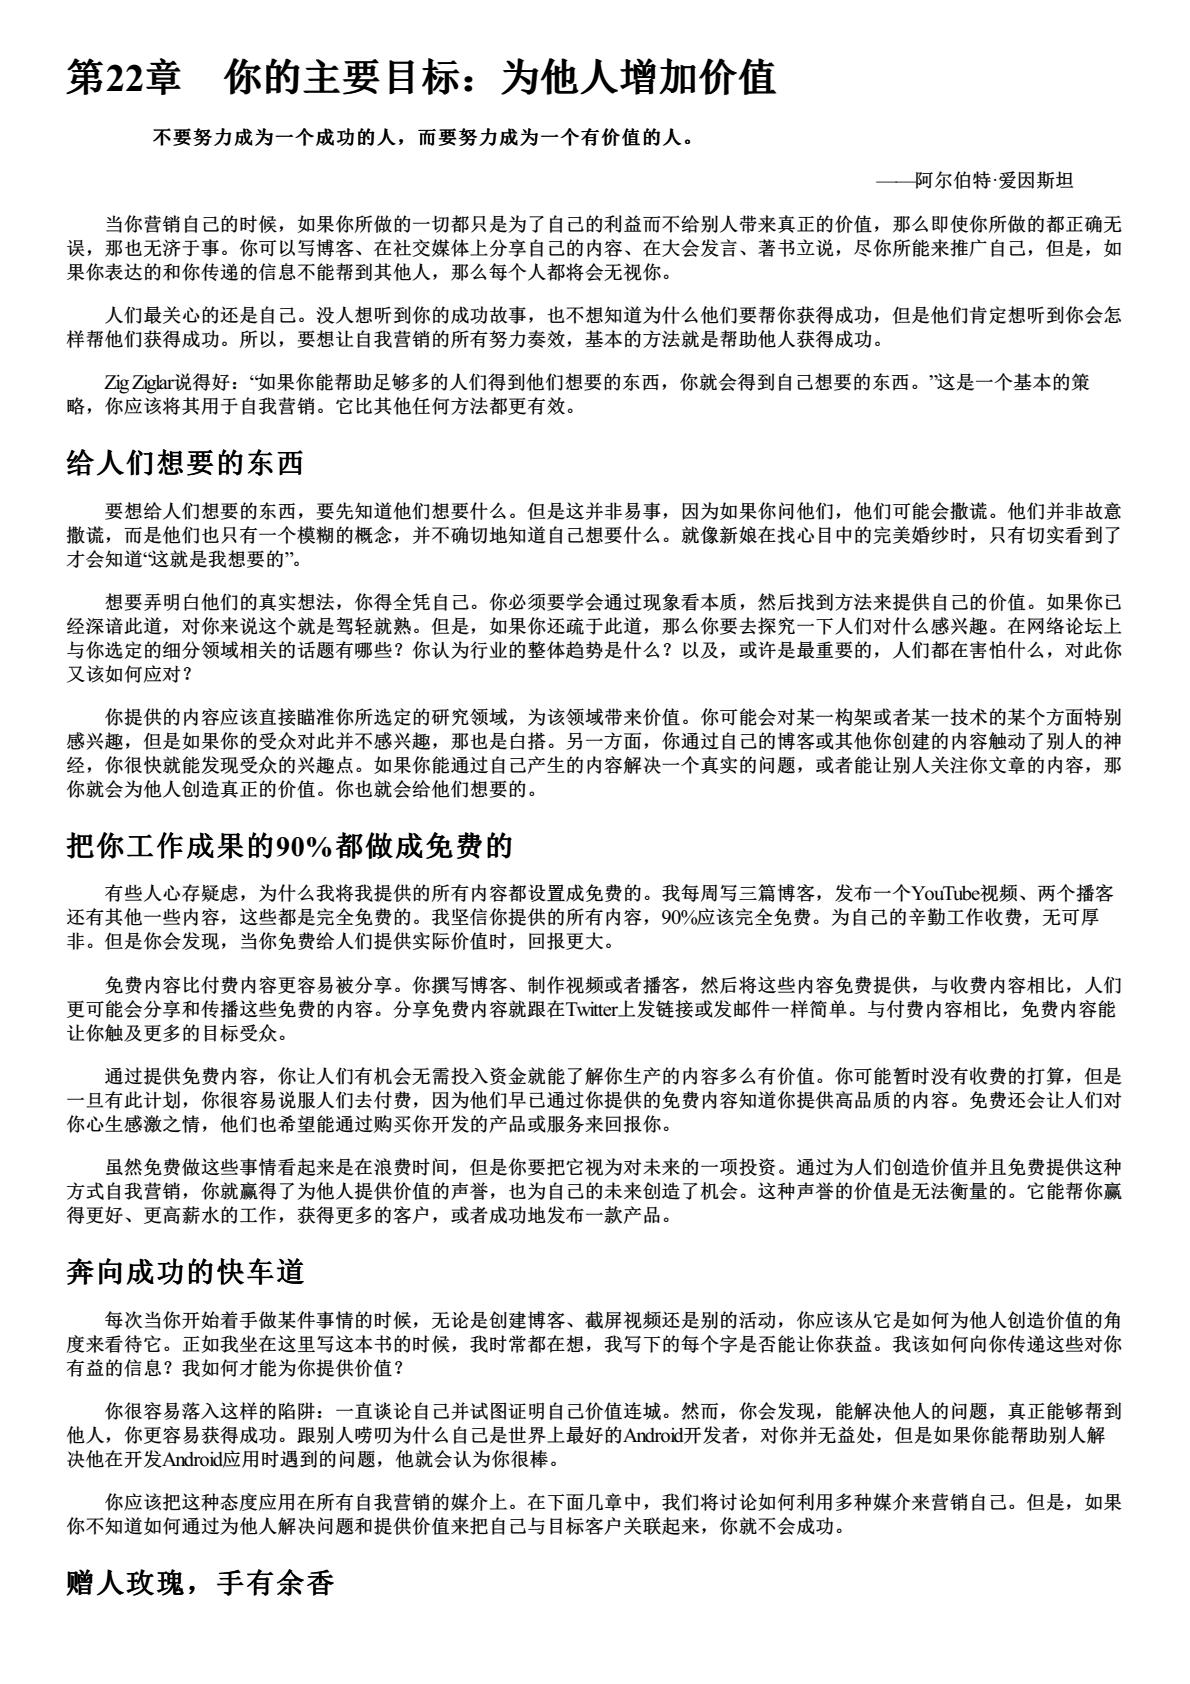 第22章　你的主要目标：为他人增加价值
不要努力成为一个成功的人，而要努力成为一个有价值的人。
——阿尔伯特·爱因斯坦
当你营销自己的时候，如果你所做的一切都只是为了自己的利益而不给别人带来真正的价值，那么即使你所做的都正确无
误，那也无济于事。你可以写博客、在社交媒体上分享自己的内容、在大会发言、著书立说，尽你所能来推广自己，但是，如
果你表达的和你传递的信息不能帮到其他人，那么每个人都将会无视你。
人们最关心的还是自己。没人想听到你的成功故事，也不想知道为什么他们要帮你获得成功，但是他们肯定想听到你会怎
样帮他们获得成功。所以，要想让自我营销的所有努力奏效，基本的方法就是帮助他人获得成功。
Zig Ziglar说得好：“如果你能帮助足够多的人们得到他们想要的东西，你就会得到自己想要的东西。”这是一个基本的策
略，你应该将其用于自我营销。它比其他任何方法都更有效。
给人们想要的东西
要想给人们想要的东西，要先知道他们想要什么。但是这并非易事，因为如果你问他们，他们可能会撒谎。他们并非故意
撒谎，而是他们也只有一个模糊的概念，并不确切地知道自己想要什么。就像新娘在找心目中的完美婚纱时，只有切实看到了
才会知道“这就是我想要的”。
想要弄明白他们的真实想法，你得全凭自己。你必须要学会通过现象看本质，然后找到方法来提供自己的价值。如果你已
经深谙此道，对你来说这个就是驾轻就熟。但是，如果你还疏于此道，那么你要去探究一下人们对什么感兴趣。在网络论坛上
与你选定的细分领域相关的话题有哪些？你认为行业的整体趋势是什么？以及，或许是最重要的，人们都在害怕什么，对此你
又该如何应对？
你提供的内容应该直接瞄准你所选定的研究领域，为该领域带来价值。你可能会对某一构架或者某一技术的某个方面特别
感兴趣，但是如果你的受众对此并不感兴趣，那也是白搭。另一方面，你通过自己的博客或其他你创建的内容触动了别人的神
经，你很快就能发现受众的兴趣点。如果你能通过自己产生的内容解决一个真实的问题，或者能让别人关注你文章的内容，那
你就会为他人创造真正的价值。你也就会给他们想要的。
把你工作成果的90%都做成免费的
有些人心存疑虑，为什么我将我提供的所有内容都设置成免费的。我每周写三篇博客，发布一个YouTube视频、两个播客
还有其他一些内容，这些都是完全免费的。我坚信你提供的所有内容，90%应该完全免费。为自己的辛勤工作收费，无可厚
非。但是你会发现，当你免费给人们提供实际价值时，回报更大。
免费内容比付费内容更容易被分享。你撰写博客、制作视频或者播客，然后将这些内容免费提供，与收费内容相比，人们
更可能会分享和传播这些免费的内容。分享免费内容就跟在Twitter上发链接或发邮件一样简单。与付费内容相比，免费内容能
让你触及更多的目标受众。
通过提供免费内容，你让人们有机会无需投入资金就能了解你生产的内容多么有价值。你可能暂时没有收费的打算，但是
一旦有此计划，你很容易说服人们去付费，因为他们早已通过你提供的免费内容知道你提供高品质的内容。免费还会让人们对
你心生感激之情，他们也希望能通过购买你开发的产品或服务来回报你。
虽然免费做这些事情看起来是在浪费时间，但是你要把它视为对未来的一项投资。通过为人们创造价值并且免费提供这种
方式自我营销，你就赢得了为他人提供价值的声誉，也为自己的未来创造了机会。这种声誉的价值是无法衡量的。它能帮你赢
得更好、更高薪水的工作，获得更多的客户，或者成功地发布一款产品。
奔向成功的快车道
每次当你开始着手做某件事情的时候，无论是创建博客、截屏视频还是别的活动，你应该从它是如何为他人创造价值的角
度来看待它。正如我坐在这里写这本书的时候，我时常都在想，我写下的每个字是否能让你获益。我该如何向你传递这些对你
有益的信息？我如何才能为你提供价值？
你很容易落入这样的陷阱：一直谈论自己并试图证明自己价值连城。然而，你会发现，能解决他人的问题，真正能够帮到
他人，你更容易获得成功。跟别人唠叨为什么自己是世界上最好的Android开发者，对你并无益处，但是如果你能帮助别人解
决他在开发Android应用时遇到的问题，他就会认为你很棒。
你应该把这种态度应用在所有自我营销的媒介上。在下面几章中，我们将讨论如何利用多种媒介来营销自己。但是，如果
你不知道如何通过为他人解决问题和提供价值来把自己与目标客户关联起来，你就不会成功。
赠人玫瑰，手有余香